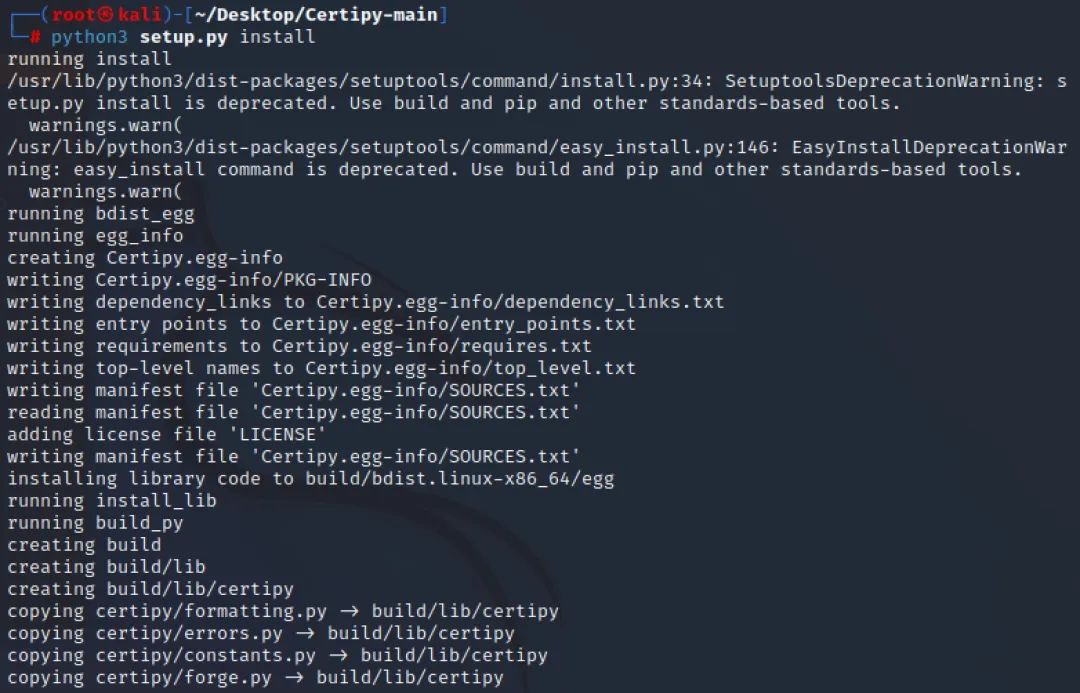 ┌──(root㉿kali)-[~/Desktop/Certipy-main]
└─# python3 setup.py install
running install
/usr/lib/python3/dist-packages/setuptools/command/install.py:34: SetuptoolsDeprecationWarning: s
etup.py install is deprecated. Use build and pip and other standards-based tools.
  warnings.warn(
/usr/lib/python3/dist-packages/setuptools/command/easy_install.py:146: EasyInstallDeprecationWar
ning: easy_install command is deprecated. Use build and pip and other standards-based tools.
  warnings.warn(
running bdist_egg
running egg_info
creating Certipy.egg-info
writing Certipy.egg-info/PKG-INFO
writing dependency_links to Certipy.egg-info/dependency_links.txt
writing entry points to Certipy.egg-info/entry_points.txt
writing requirements to Certipy.egg-info/requires.txt
writing top-level names to Certipy.egg-info/top_level.txt
writing manifest file 'Certipy.egg-info/SOURCES.txt'
reading manifest file 'Certipy.egg-info/SOURCES.txt'
adding license file 'LICENSE'
writing manifest file 'Certipy.egg-info/SOURCES.txt'
installing library code to build/bdist.linux-x86_64/egg
running install_lib
running build_py
creating build
creating build/lib
creating build/lib/certipy
copying certipy/formatting.py → build/lib/certipy
copying certipy/errors.py → build/lib/certipy
copying certipy/constants.py → build/lib/certipy
copying certipy/forge.py → build/lib/certipy